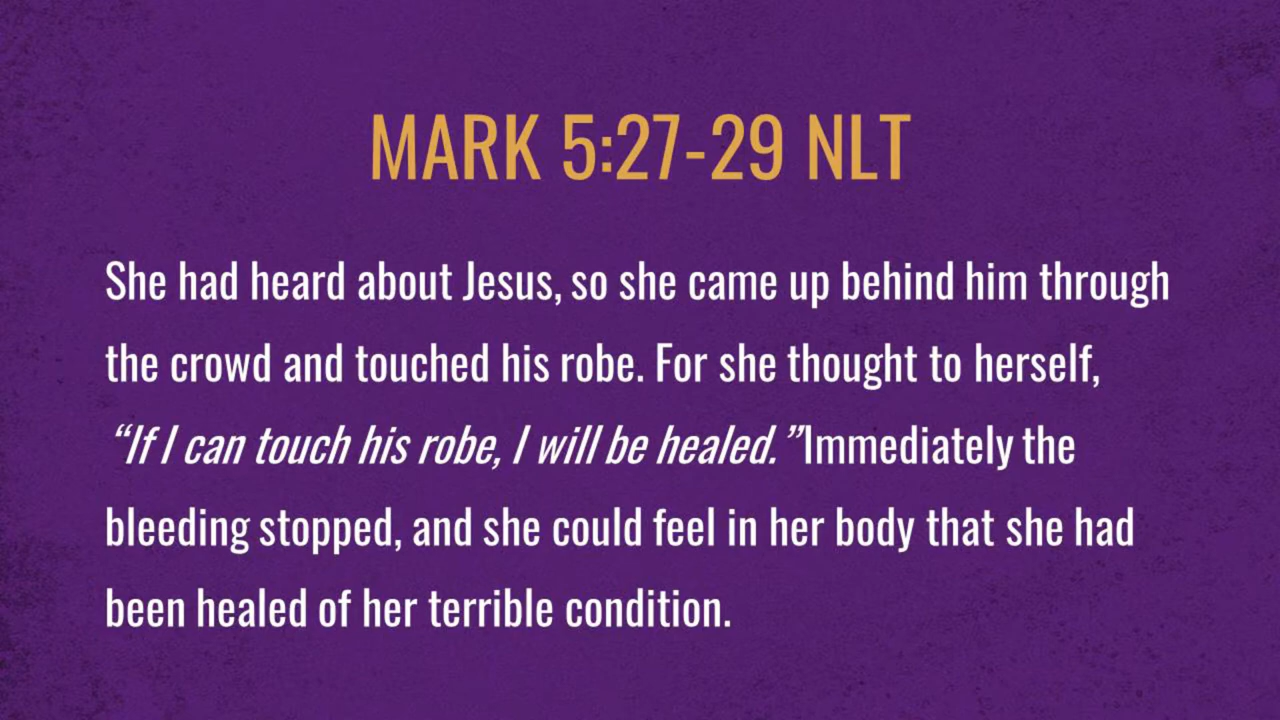 MARK 5:27-29 NLT
She had heard about Jesus, so she came up behind him through
the crowd and touched his robe. For she thought to herself,
“If I can touch his robe, I will be healed.”Immediately the
bleeding stopped, and she could feel in her body that she had
been healed of her terrible condition.